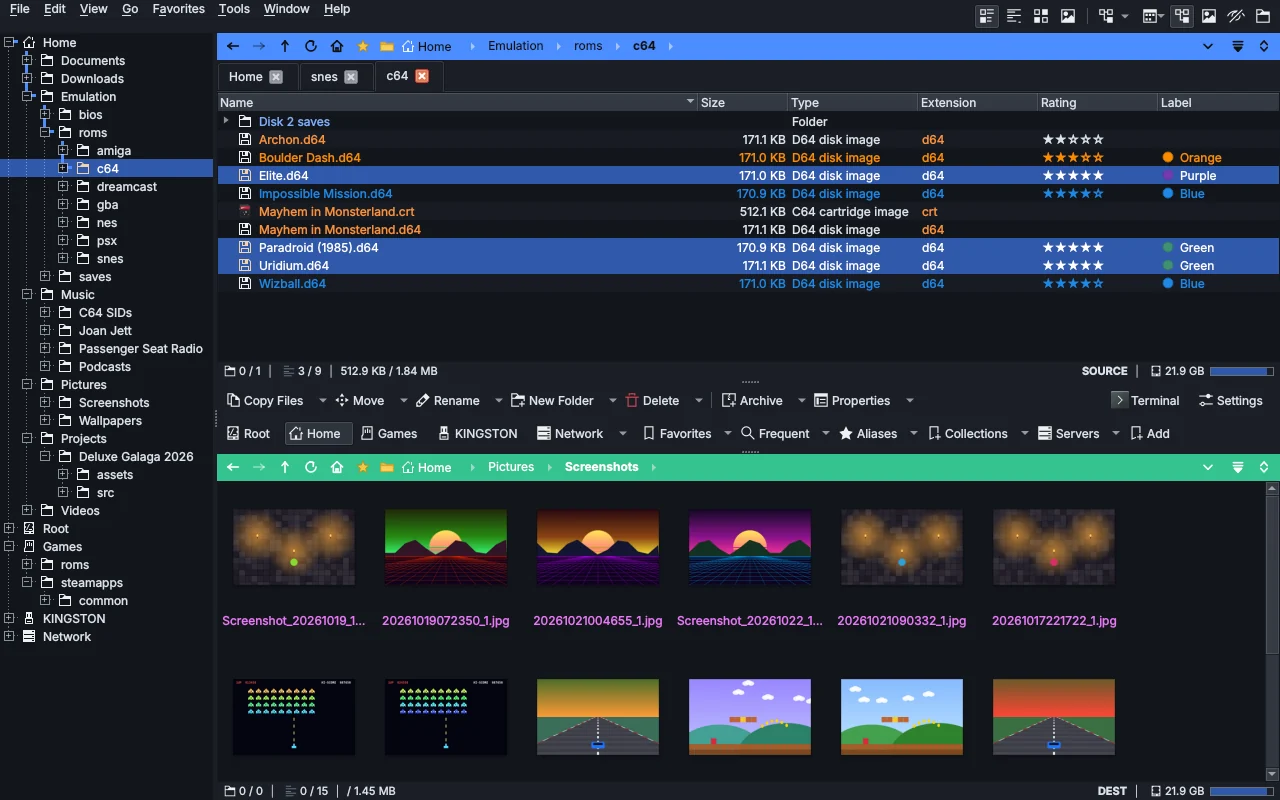 File Edit View Go Favorites Tools Window Help
Home
Documents
Downloads
Emulation
bios
roms
amiga
c64
dreamcast
gba
nes
psx
snes
saves
Music
C64 SIDs
Joan Jett
Passenger Seat Radio
Podcasts
Pictures
Screenshots
Wallpapers
Projects
Deluxe Galaga 2026
assets
src
Videos
Root
Games
roms
steamapps
common
KINGSTON
Network
Home Emulation roms c64
Home snes c64
Name Size Type Extension Rating Label
Disk 2 saves Folder
Archon.d64 171.1 KB D64 disk image d64 ★★☆☆☆
Boulder Dash.d64 171.0 KB D64 disk image d64 ★★★☆☆ Orange
Elite.d64 171.0 KB D64 disk image d64 ★★★★★ Purple
Impossible Mission.d64 170.9 KB D64 disk image d64 ★★★★☆ Blue
Mayhem in Monsterland.crt 512.1 KB C64 cartridge image crt
Mayhem in Monsterland.d64 171.1 KB D64 disk image d64
Paradroid (1985).d64 170.9 KB D64 disk image d64 ★★★★★ Green
Uridium.d64 171.1 KB D64 disk image d64 ★★★★★ Green
Wizball.d64 171.0 KB D64 disk image d64 ★★★★☆ Blue
0 / 1 | 3 / 9 | 512.9 KB / 1.84 MB SOURCE | 21.9 GB
Copy Files Move Rename New Folder Delete Archive Properties Terminal Settings
Root Home Games KINGSTON Network Favorites Frequent Aliases Collections Servers Add
Home Pictures Screenshots
Screenshot_20261019_1... 20261019072350_1.jpg 20261021004655_1.jpg Screenshot_20261022_1... 20261021090332_1.jpg 20261017221722_1.jpg
0 / 0 | 0 / 15 | / 1.45 MB DEST | 21.9 GB